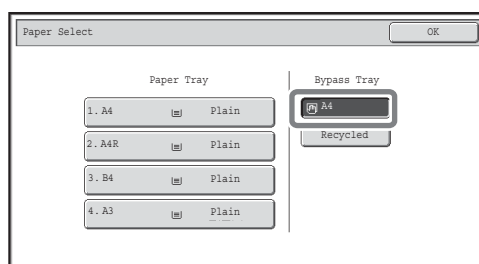 Paper Select
OK
Paper Tray
Bypass Tray
1. A4 Plain
2. A4R Plain
3. B4 Plain
4. A3 Plain
A4
Recycled